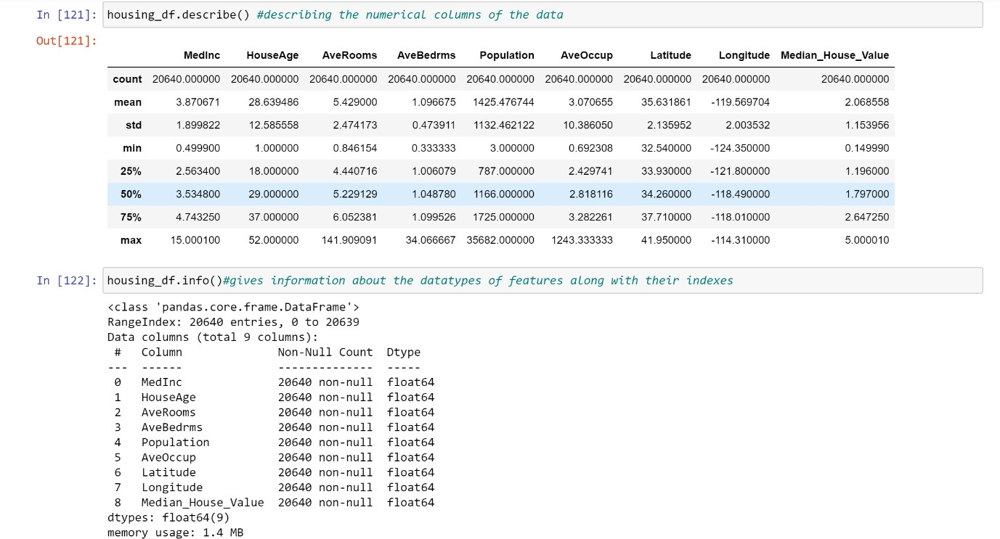 In [121]: housing_df.describe() #describing the numerical columns of the data
Out[121]:
MedInc HouseAge AveRooms AveBedrms Population AveOccup Latitude Longitude Median_House_Value
count 20640.000000 20640.000000 20640.000000 20640.000000 20640.000000 20640.000000 20640.000000 20640.000000 20640.000000
mean 3.870671 28.639486 5.429000 1.096675 1425.476744 3.070655 35.631861 -119.569704 2.068558
std 1.899822 12.585558 2.474173 0.473911 1132.462122 10.386050 2.135952 2.003532 1.153956
min 0.499900 1.000000 0.846154 0.333333 3.000000 0.692308 32.540000 -124.350000 0.149990
25% 2.563400 18.000000 4.440716 1.006079 787.000000 2.429741 33.930000 -121.800000 1.196000
50% 3.534800 29.000000 5.229129 1.048780 1166.000000 2.818116 34.260000 -118.490000 1.797000
75% 4.743250 37.000000 6.052381 1.099526 1725.000000 3.282261 37.710000 -118.010000 2.647250
max 15.000100 52.000000 141.909091 34.066667 35682.000000 1243.333333 41.950000 -114.310000 5.000010
In [122]: housing_df.info()#gives information about the datatypes of features along with their indexes
<class 'pandas.core.frame.DataFrame'>
RangeIndex: 20640 entries, 0 to 20639
Data columns (total 9 columns):
# Column Non-Null Count Dtype
--- ------ -------------- -----
0 MedInc 20640 non-null float64
1 HouseAge 20640 non-null float64
2 AveRooms 20640 non-null float64
3 AveBedrms 20640 non-null float64
4 Population 20640 non-null float64
5 AveOccup 20640 non-null float64
6 Latitude 20640 non-null float64
7 Longitude 20640 non-null float64
8 Median_House_Value 20640 non-null float64
dtypes: float64(9)
memory usage: 1.4 MB